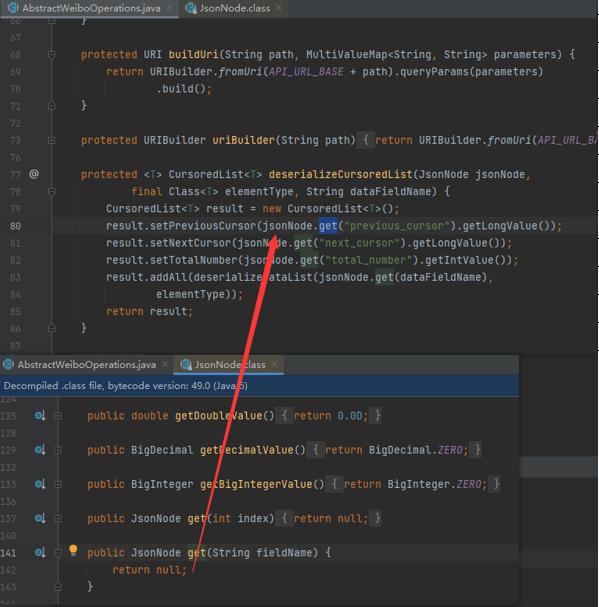 AbstractWeiboOperations.java × JsonNode.class ×
66 }
67
68 protected URI buildUri(String path, MultiValueMap<String, String> parameters) {
69 return URIBuilder.fromUri(API_URL_BASE + path).queryParams(parameters)
70 .build();
71 }
72
73 protected URIBuilder uriBuilder(String path) { return URIBuilder.fromUri(API_URL_BA
76
77 @ protected <T> CursoredList<T> deserializeCursoredList(JsonNode jsonNode,
78 final Class<T> elementType, String dataFieldName) {
79 CursoredList<T> result = new CursoredList<T>();
80 result.setPreviousCursor(jsonNode.get("previous_cursor").getLongValue());
81 result.setNextCursor(jsonNode.get("next_cursor").getLongValue());
82 result.setTotalNumber(jsonNode.get("total_number").getIntValue());
83 result.addAll(deserializeDataList(jsonNode.get(dataFieldName),
84 elementType));
85 return result;
86 }
87
AbstractWeiboOperations.java × JsonNode.class ×
Decompiled .class file, bytecode version: 49.0 (Java 5)
124
125 public double getDoubleValue() { return 0.0D; }
128
129 public BigDecimal getDecimalValue() { return BigDecimal.ZERO; }
132
133 public BigInteger getBigIntegerValue() { return BigInteger.ZERO; }
136
137 public JsonNode get(int index) { return null; }
140
141 public JsonNode get(String fieldName) {
142 return null;
143 }
144